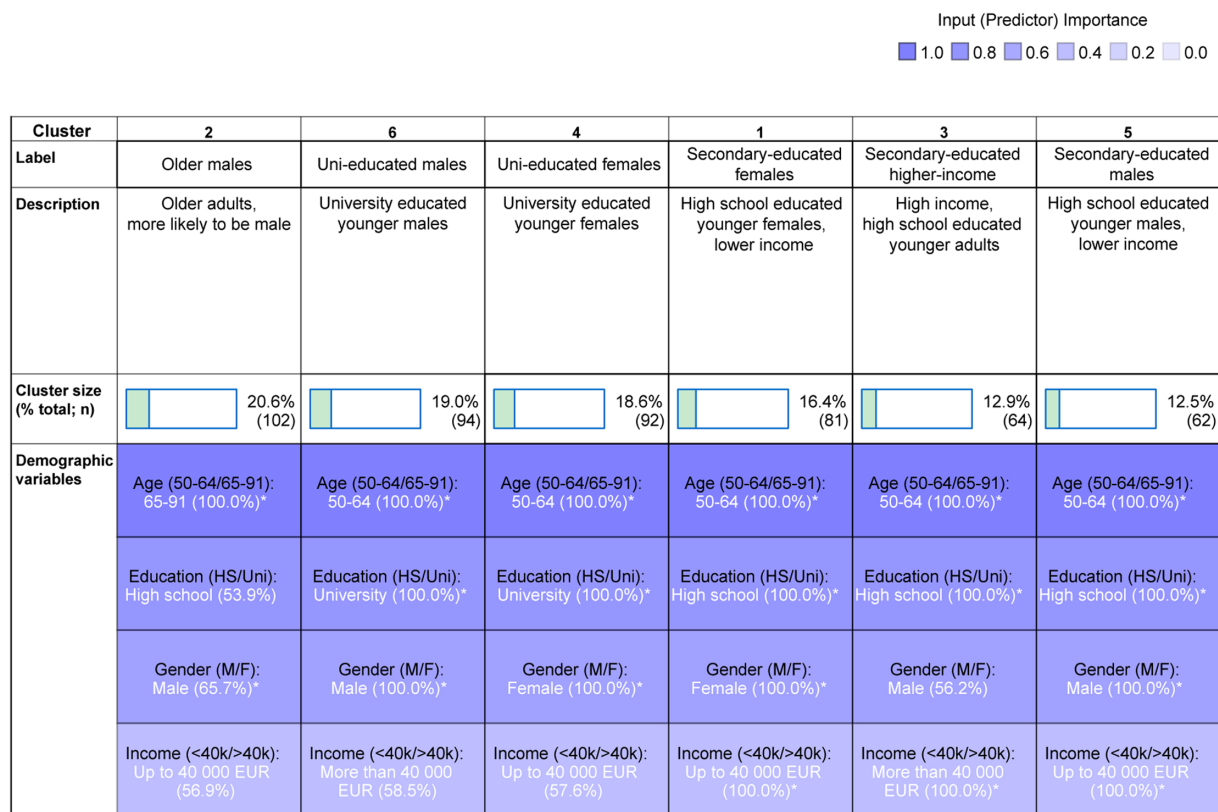 Input (Predictor) Importance
1.0 0.8 0.6 0.4 0.2 0.0
Cluster 2 6 4 1 3 5
Label
Older males
Uni-educated males
Uni-educated females
Secondary-educated
females
Secondary-educated
higher-income
Secondary-educated
males
Description
Older adults,
more likely to be male
University educated
younger males
University educated
younger females
High school educated
younger females,
lower income
High income,
high school educated
younger adults
High school educated
younger males,
lower income
Cluster size
(% total; n)
20.6%
(102)
19.0%
(94)
18.6%
(92)
16.4%
(81)
12.9%
(64)
12.5%
(62)
Demographic
variables
Age (50-64/65-91):
65-91 (100.0%)*
Age (50-64/65-91):
50-64 (100.0%)*
Age (50-64/65-91):
50-64 (100.0%)*
Age (50-64/65-91):
50-64 (100.0%)*
Age (50-64/65-91):
50-64 (100.0%)*
Age (50-64/65-91):
50-64 (100.0%)*
Education (HS/Uni):
High school (53.9%)
Education (HS/Uni):
University (100.0%)*
Education (HS/Uni):
University (100.0%)*
Education (HS/Uni):
High school (100.0%)*
Education (HS/Uni):
High school (100.0%)*
Education (HS/Uni):
High school (100.0%)*
Gender (M/F):
Male (65.7%)*
Gender (M/F):
Male (100.0%)*
Gender (M/F):
Female (100.0%)*
Gender (M/F):
Female (100.0%)*
Gender (M/F):
Male (56.2%)
Gender (M/F):
Male (100.0%)*
Income (<40k/>40k):
Up to 40 000 EUR
(56.9%)
Income (<40k/>40k):
More than 40 000
EUR (58.5%)
Income (<40k/>40k):
Up to 40 000 EUR
(57.6%)
Income (<40k/>40k):
Up to 40 000 EUR
(100.0%)*
Income (<40k/>40k):
More than 40 000
EUR (100.0%)*
Income (<40k/>40k):
Up to 40 000 EUR
(100.0%)*